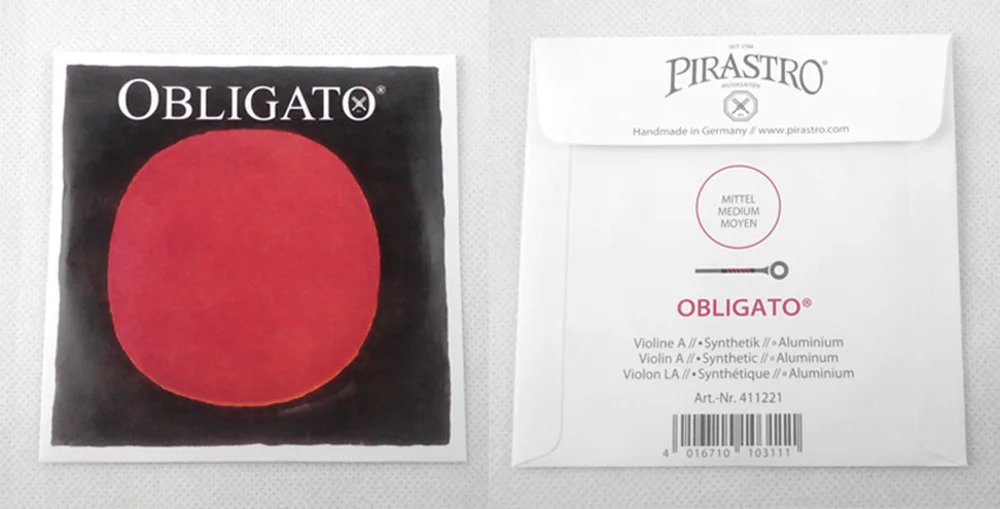 OBLIGATO®
SEIT 1798
PIRASTRO®
MUSIKSAITEN
Handmade in Germany // www.pirastro.com
MITTEL
MEDIUM
MOYEN
OBLIGATO®
Violine A // • Synthetik // ◦ Aluminium
Violin A // • Synthetic // ◦ Aluminum
Violon LA // • Synthétique // ◦ Aluminium
Art.-Nr. 411221
4 016710 103111